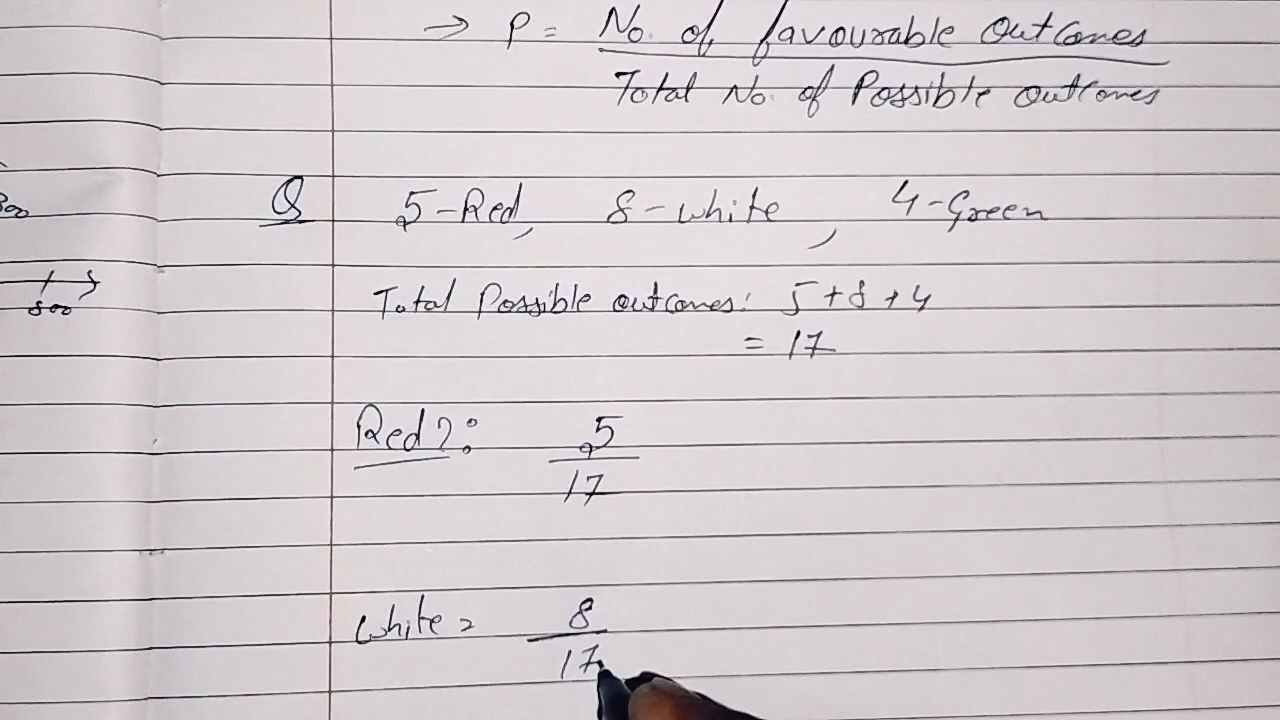 → P = No. of favourable Outcomes
Total No. of Possible outcomes
Q 5-Red, 8-white, 4-Green
Total Possible outcomes: 5+8+4
= 17
Red?: 5
17
White = 8
17
800